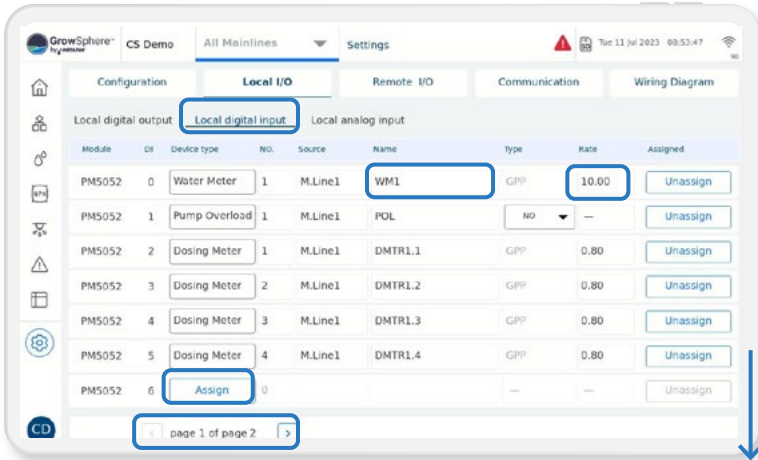 GrowSphere™ CS Demo All Mainlines Settings Tue 11 Jul 2023 08:53:47
by NETAFIM NO
Configuration Local I/O Remote I/O Communication Wiring Diagram
Local digital output Local digital input Local analog input
Module DI Device type NO. Source Name Type Rate Assigned
PM5052 0 Water Meter 1 M.Line1 WM1 GPP 10.00 Unassign
PM5052 1 Pump Overload 1 M.Line1 POL NO — Unassign
PM5052 2 Dosing Meter 1 M.Line1 DMTR1.1 GPP 0.80 Unassign
PM5052 3 Dosing Meter 2 M.Line1 DMTR1.2 GPP 0.80 Unassign
PM5052 4 Dosing Meter 3 M.Line1 DMTR1.3 GPP 0.80 Unassign
PM5052 5 Dosing Meter 4 M.Line1 DMTR1.4 GPP 0.80 Unassign
PM5052 6 Assign 0 — — Unassign
CD < page 1 of page 2 >